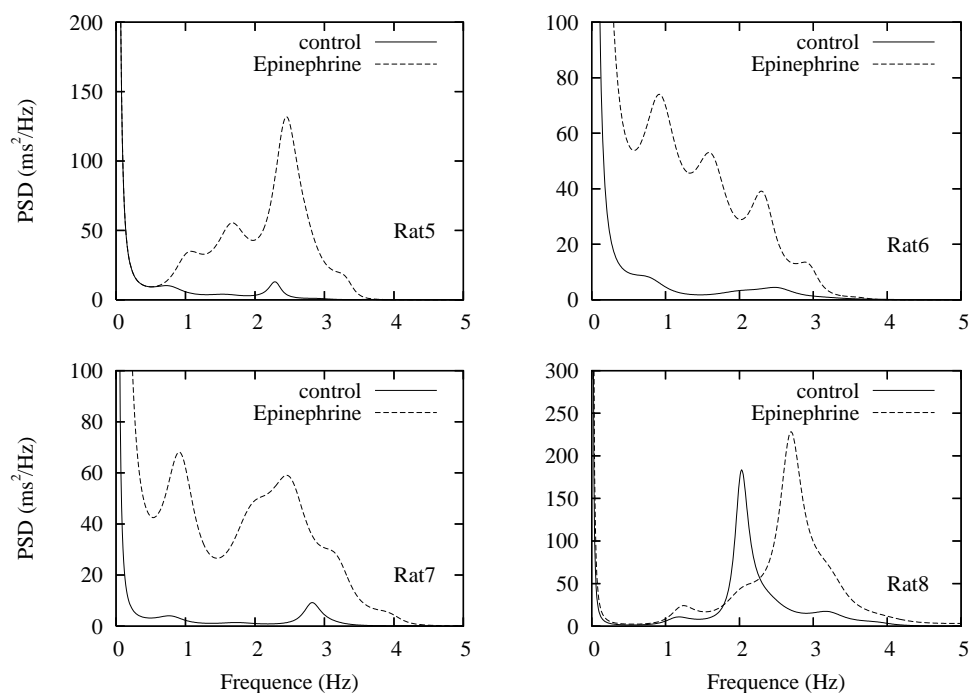 200
150
100
50
0
PSD (ms²/Hz)
control
Epinephrine
Rat5
0 1 2 3 4 5
100
80
60
40
20
0
control
Epinephrine
Rat6
0 1 2 3 4 5
100
80
60
40
20
0
PSD (ms²/Hz)
control
Epinephrine
Rat7
0 1 2 3 4 5
Frequence (Hz)
300
250
200
150
100
50
0
control
Epinephrine
Rat8
0 1 2 3 4 5
Frequence (Hz)